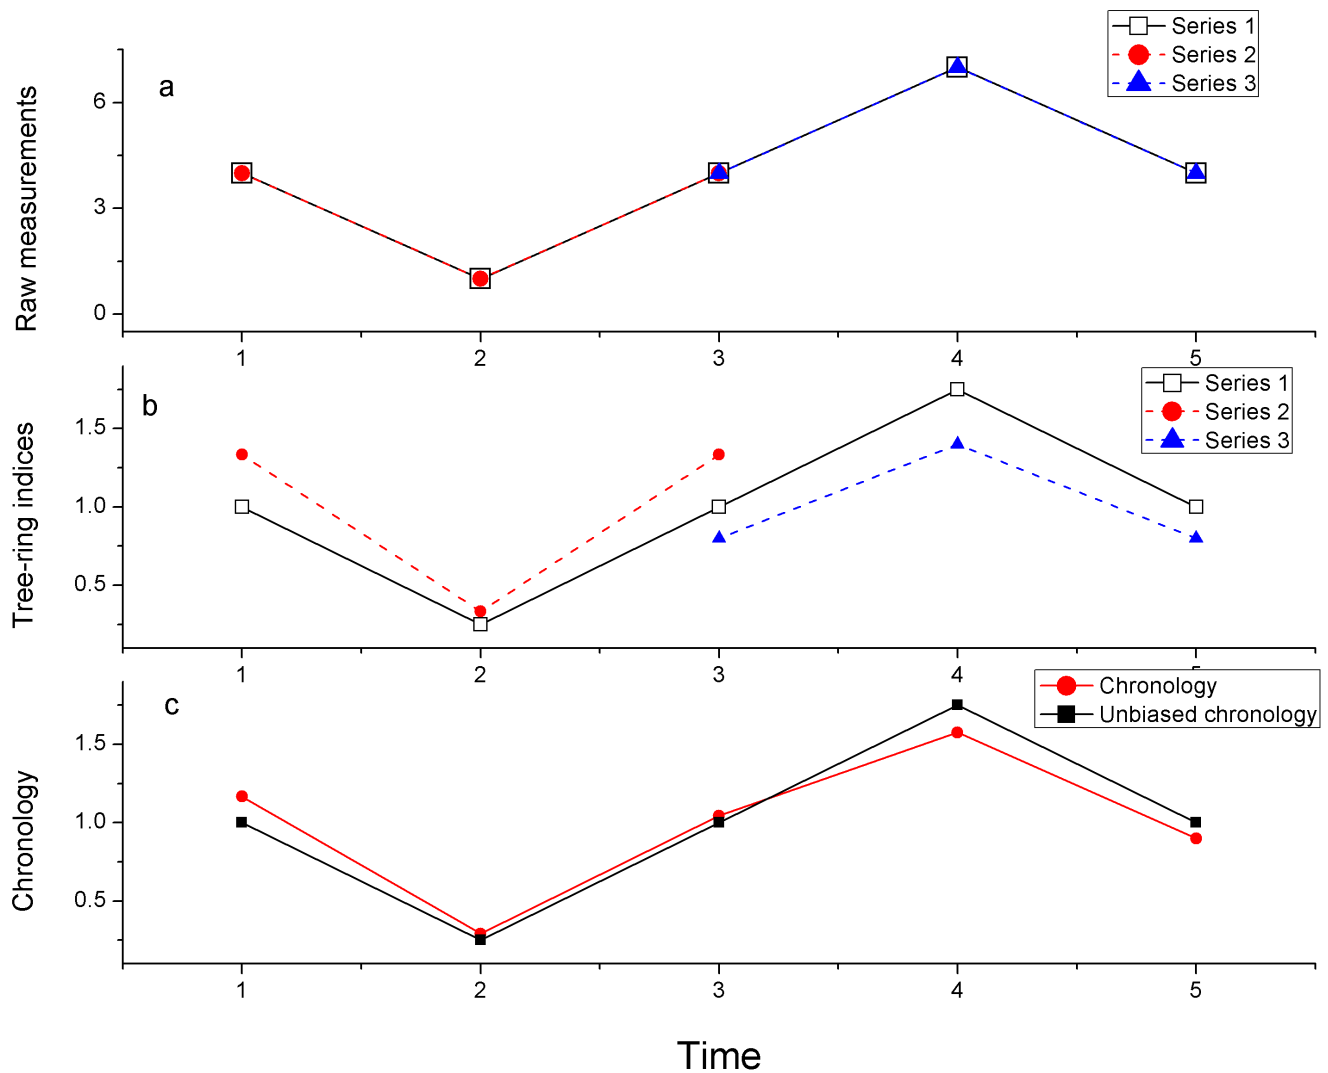 Series 1
Series 2
Series 3
a
Raw measurements
6
3
0
1 2 3 4 5
Series 1
Series 2
Series 3
b
Tree-ring indices
1.5
1.0
0.5
1 2 3 4 5
Chronology
Unbiased chronology
c
Chronology
1.5
1.0
0.5
1 2 3 4 5
Time